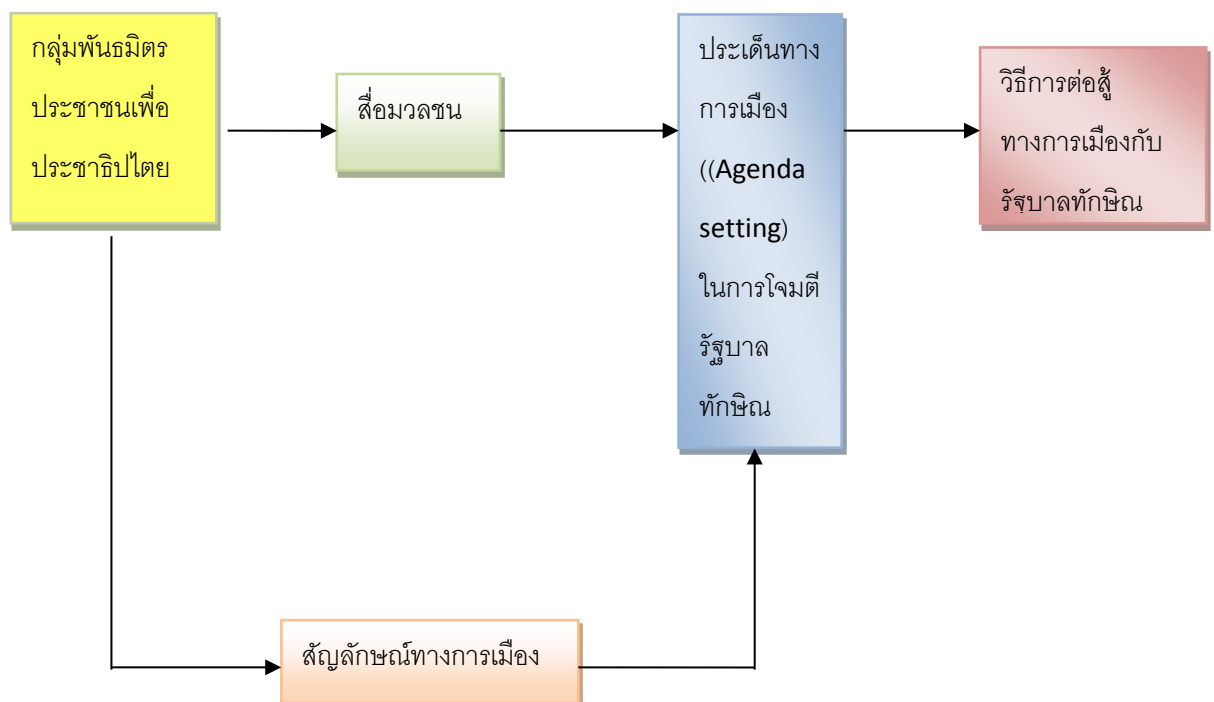 กลุ่มพันธมิตร
ประชาชนเพื่อ
ประชาธิปไตย
สื่อมวลชน
ประเด็นทาง
การเมือง
((Agenda
setting)
ในการโจมตี
รัฐบาล
ทักษิณ
วิธีการต่อสู้
ทางการเมืองกับ
รัฐบาลทักษิณ
สัญลักษณ์ทางการเมือง